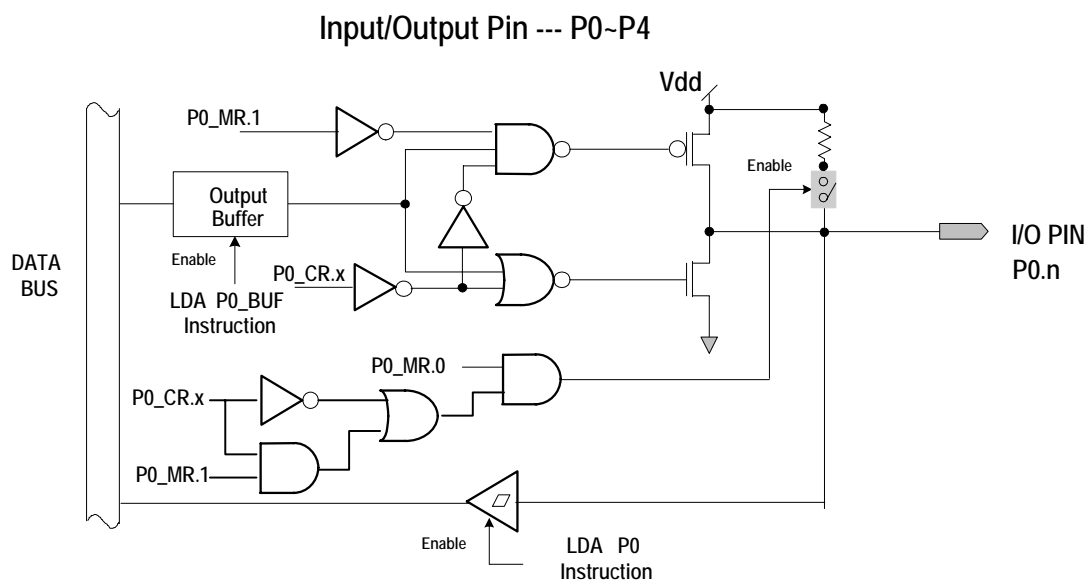 Input/Output Pin --- P0~P4
Vdd
P0_MR.1
Enable
Output
Buffer
I/O PIN
P0.n
DATA
BUS
Enable
P0_CR.x
LDA P0_BUF
Instruction
P0_MR.0
P0_CR.x
P0_MR.1
Enable
LDA P0
Instruction